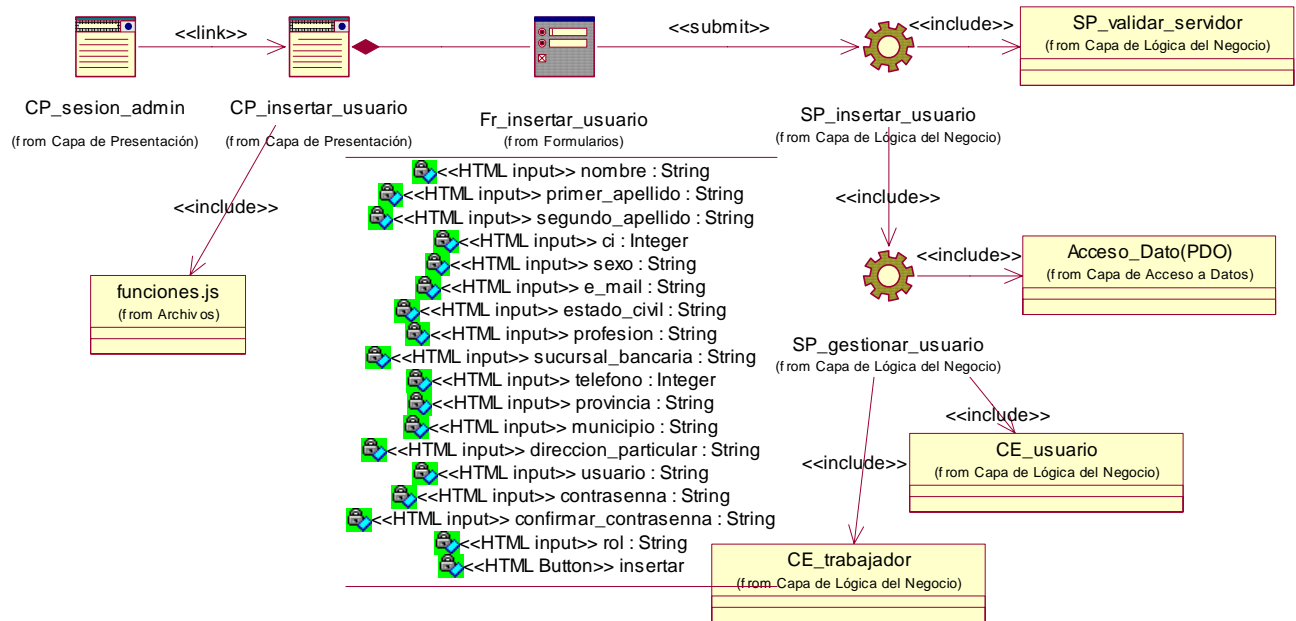 <<link>>
<<submit>>
<<include>>
SP_validar_servidor
(from Capa de Lógica del Negocio)
CP_sesion_admin
(from Capa de Presentación)
CP_insertar_usuario
(from Capa de Presentación)
Fr_insertar_usuario
(from Formularios)
SP_insertar_usuario
(from Capa de Lógica del Negocio)
<<include>>
funciones.js
(from Archivos)
<<HTML input>> nombre : String
<<HTML input>> primer_apellido : String
<<HTML input>> segundo_apellido : String
<<HTML input>> ci : Integer
<<HTML input>> sexo : String
<<HTML input>> e_mail : String
<<HTML input>> estado_civil : String
<<HTML input>> profesion : String
<<HTML input>> sucursal_bancaria : String
<<HTML input>> telefono : Integer
<<HTML input>> provincia : String
<<HTML input>> municipio : String
<<HTML input>> direccion_particular : String
<<HTML input>> usuario : String
<<HTML input>> contrasenna : String
<<HTML input>> confirmar_contrasenna : String
<<HTML input>> rol : String
<<HTML Button>> insertar
<<include>>
<<include>>
Acceso_Dato(PDO)
(from Capa de Acceso a Datos)
SP_gestionar_usuario
(from Capa de Lógica del Negocio)
<<include>>
CE_usuario
(from Capa de Lógica del Negocio)
<<include>>
CE_trabajador
(from Capa de Lógica del Negocio)